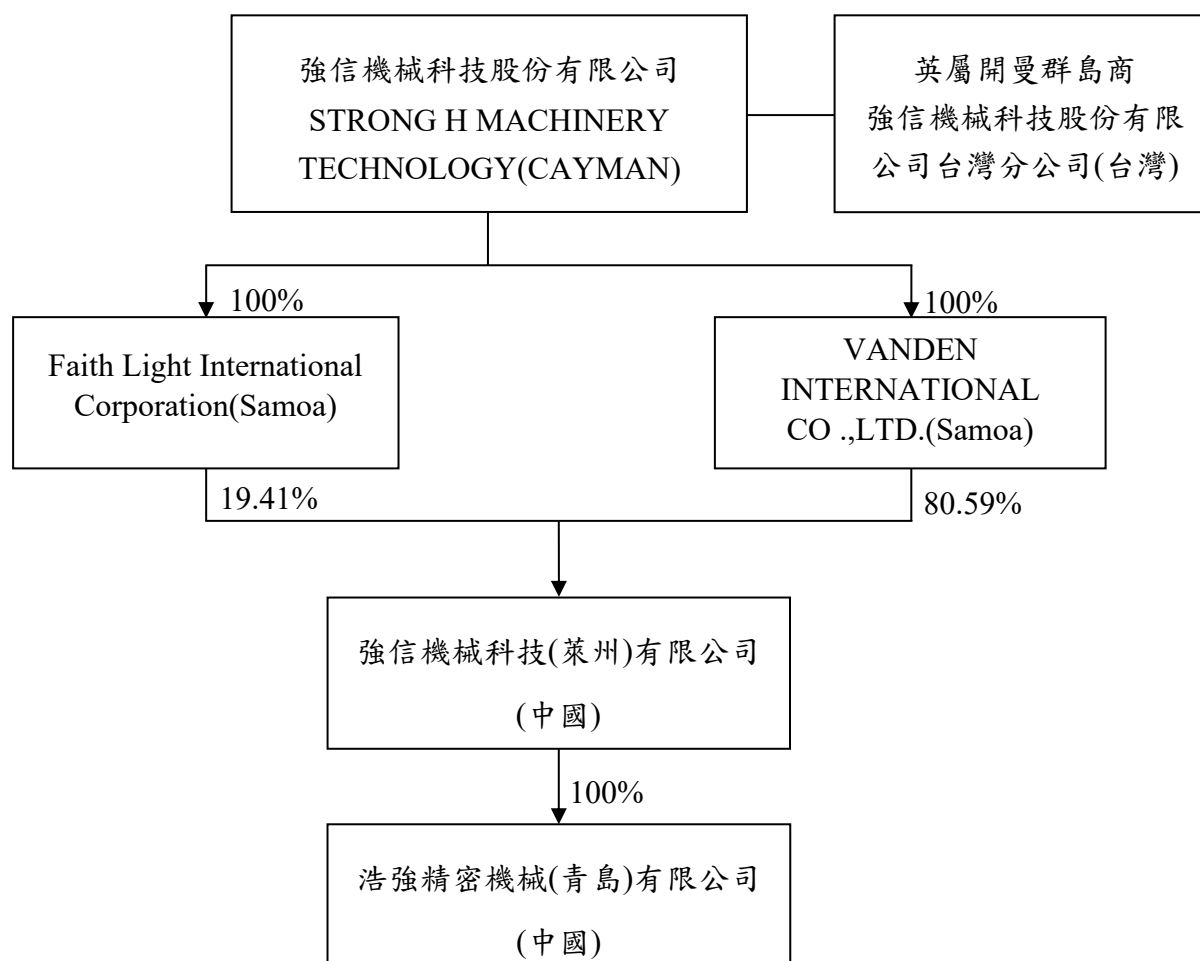 強信機械科技股份有限公司
STRONG H MACHINERY
TECHNOLOGY(CAYMAN)
英屬開曼群島商
強信機械科技股份有限
公司台灣分公司(台灣)
100%
100%
Faith Light International
Corporation(Samoa)
VANDEN
INTERNATIONAL
CO .,LTD.(Samoa)
19.41%
80.59%
強信機械科技(萊州)有限公司
(中國)
100%
浩強精密機械(青島)有限公司
(中國)